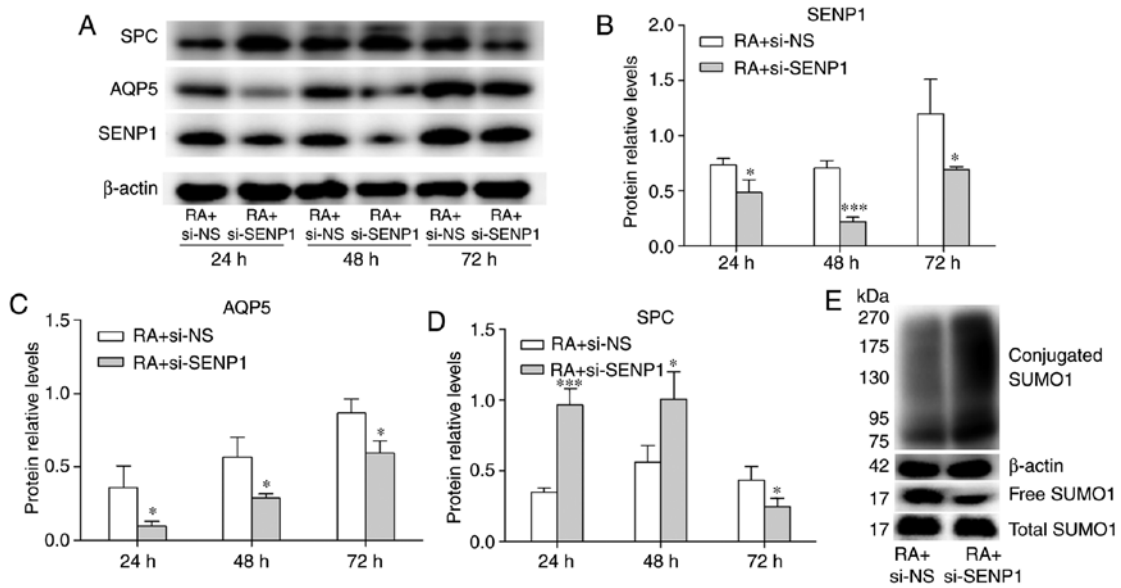 A
SPC
AQP5
SENP1
β-actin
RA+ RA+ RA+ RA+ RA+ RA+
si-NS si-SENP1 si-NS si-SENP1 si-NS si-SENP1
24 h 48 h 72 h
B
SENP1
Protein relative levels
2.0
1.5
1.0
0.5
0.0
RA+si-NS
RA+si-SENP1
*
***
*
24 h 48 h 72 h
C
AQP5
Protein relative levels
1.5
1.0
0.5
0.0
RA+si-NS
RA+si-SENP1
*
*
*
24 h 48 h 72 h
D
SPC
Protein relative levels
1.5
1.0
0.5
0.0
RA+si-NS
RA+si-SENP1
***
*
*
24 h 48 h 72 h
E
kDa
270
175
130
95
75
42
17
17
Conjugated
SUMO1
β-actin
Free SUMO1
Total SUMO1
RA+ RA+
si-NS si-SENP1